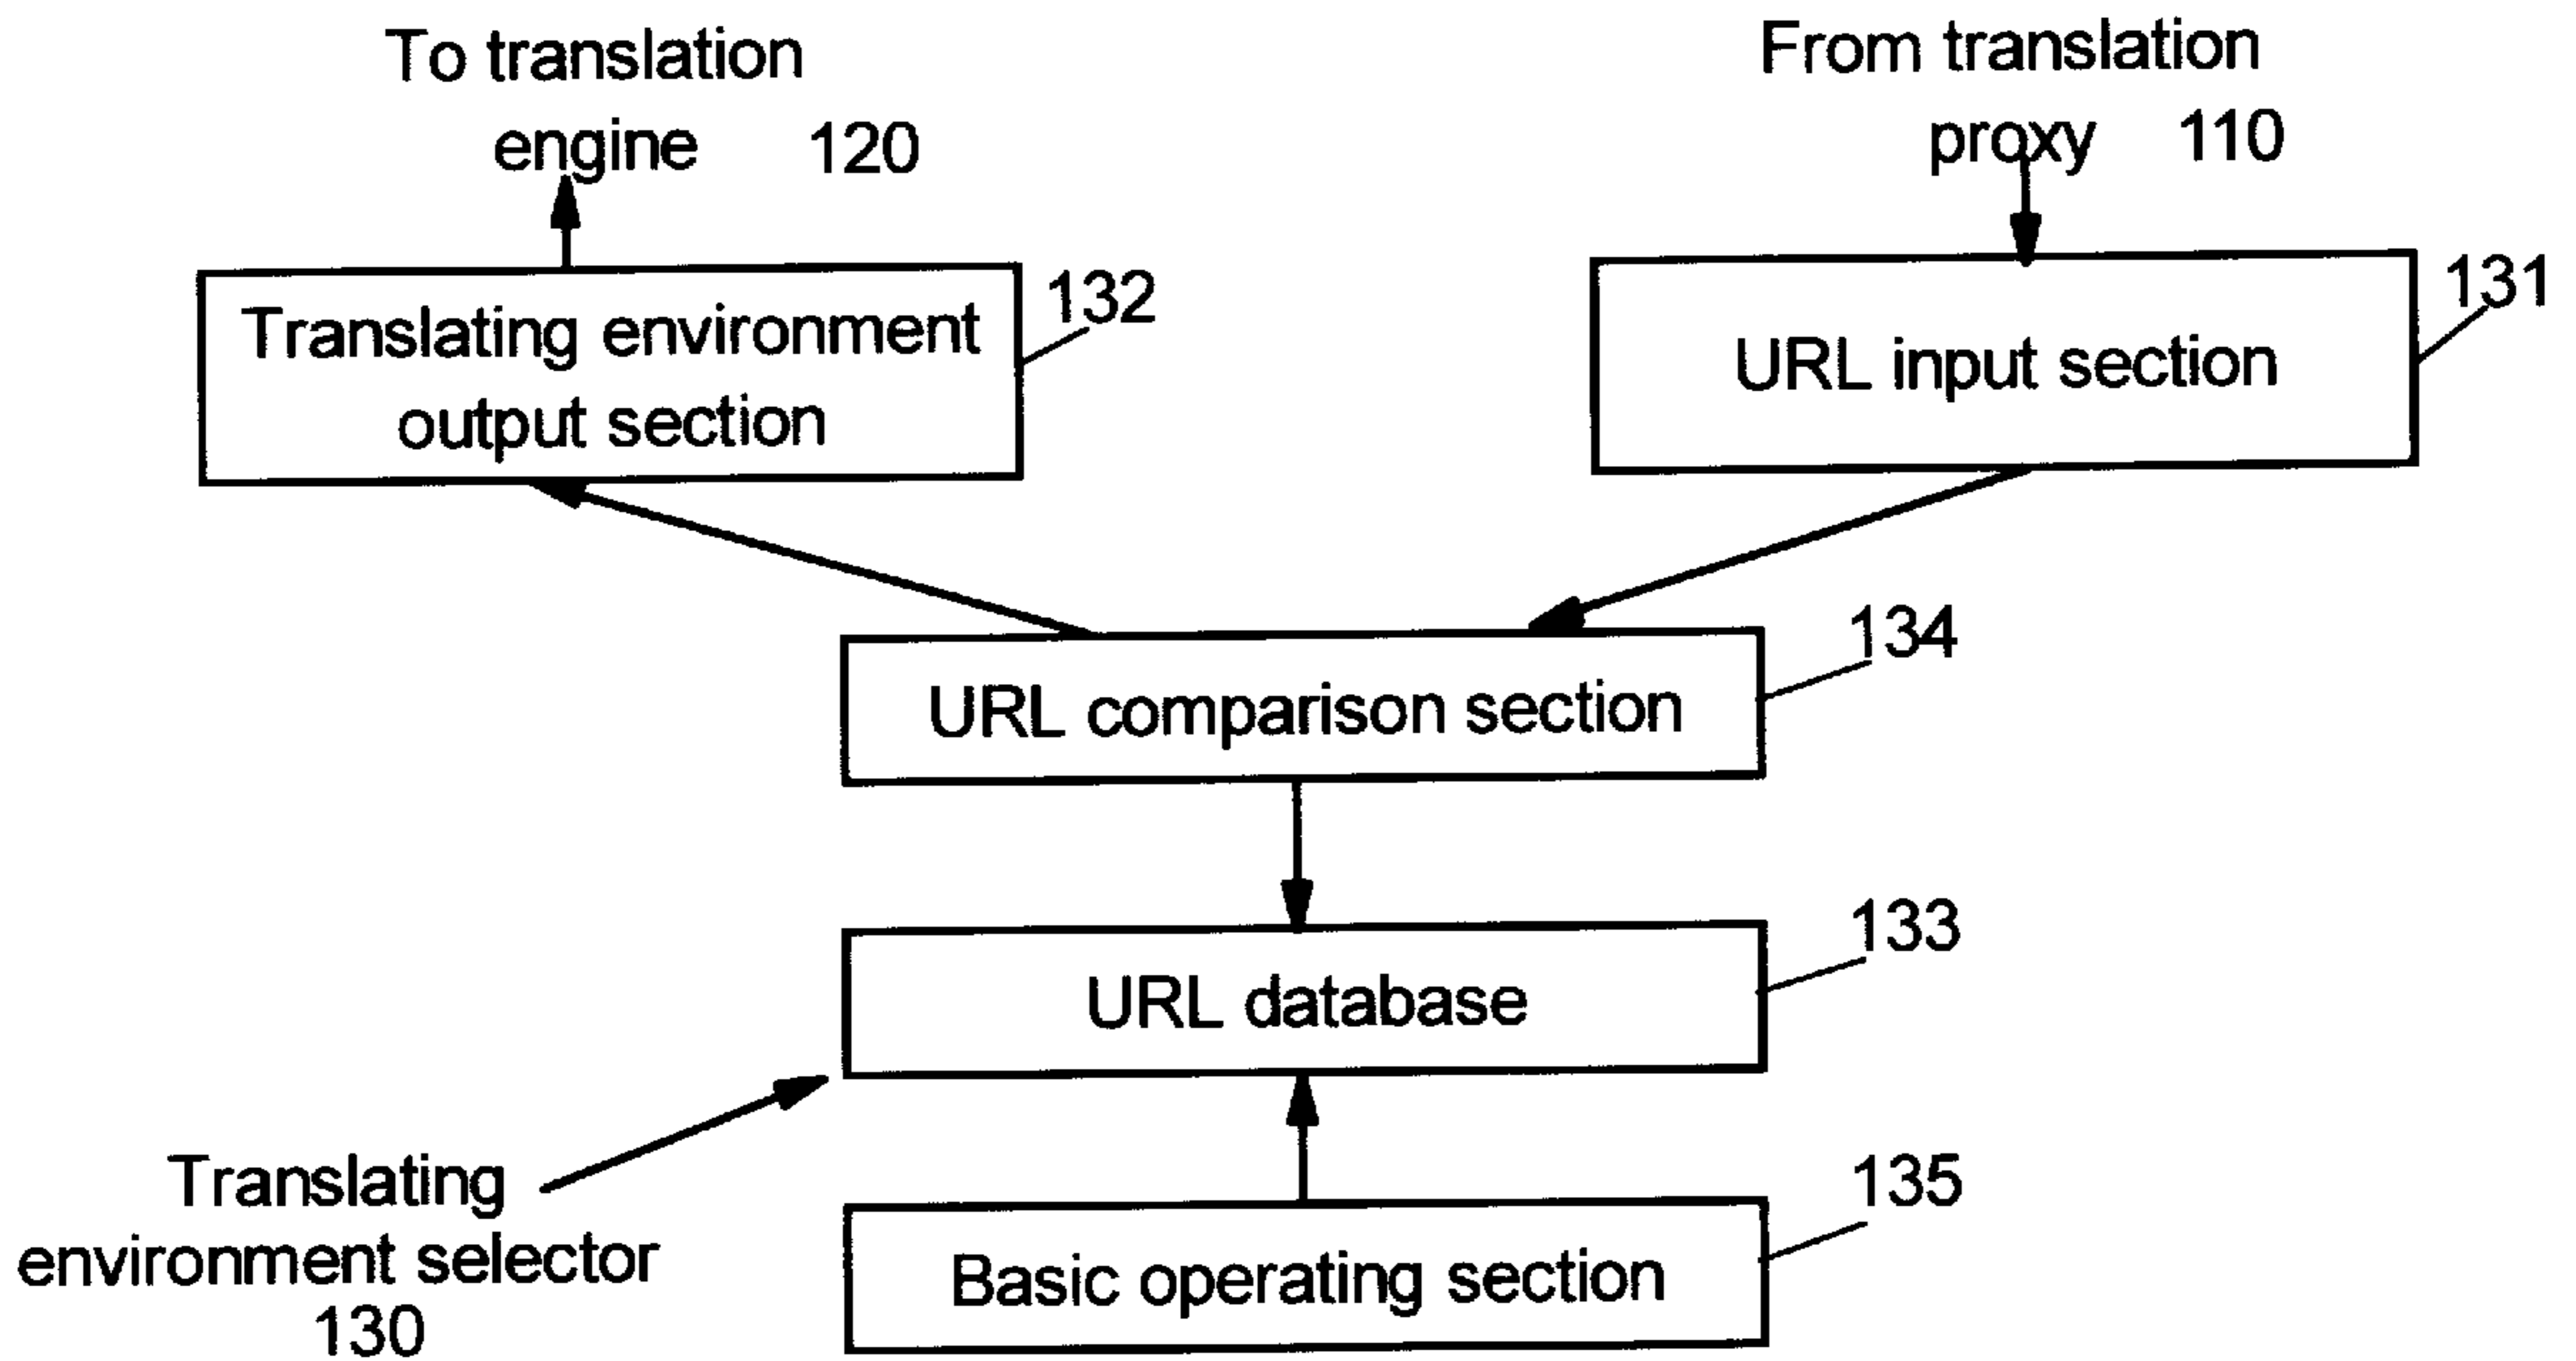 To translation
engine 120
From translation
proxy 110
Translating environment
output section
132
URL input section
131
URL comparison section
134
URL database
133
Translating
environment selector
130
Basic operating section
135